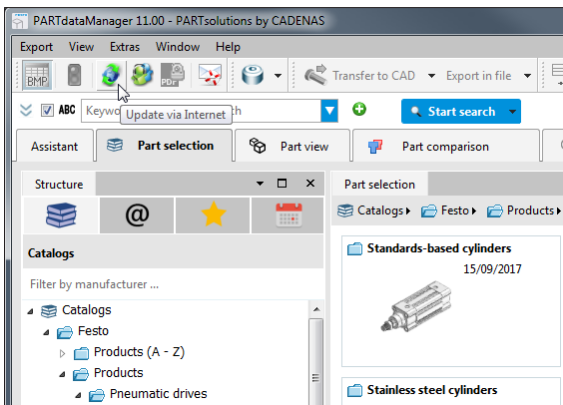 PARTdataManager 11.00 - PARTsolutions by CADENAS
Export View Extras Window Help
BMP PDF Transfer to CAD Export in file
ABC Keywo Update via Internet ch Start search
Assistant Part selection Part view Part comparison
Structure
@
Catalogs
Filter by manufacturer ...
Catalogs
Festo
Products (A - Z)
Products
Pneumatic drives
Part selection
Catalogs Festo Products
Standards-based cylinders
15/09/2017
Stainless steel cylinders